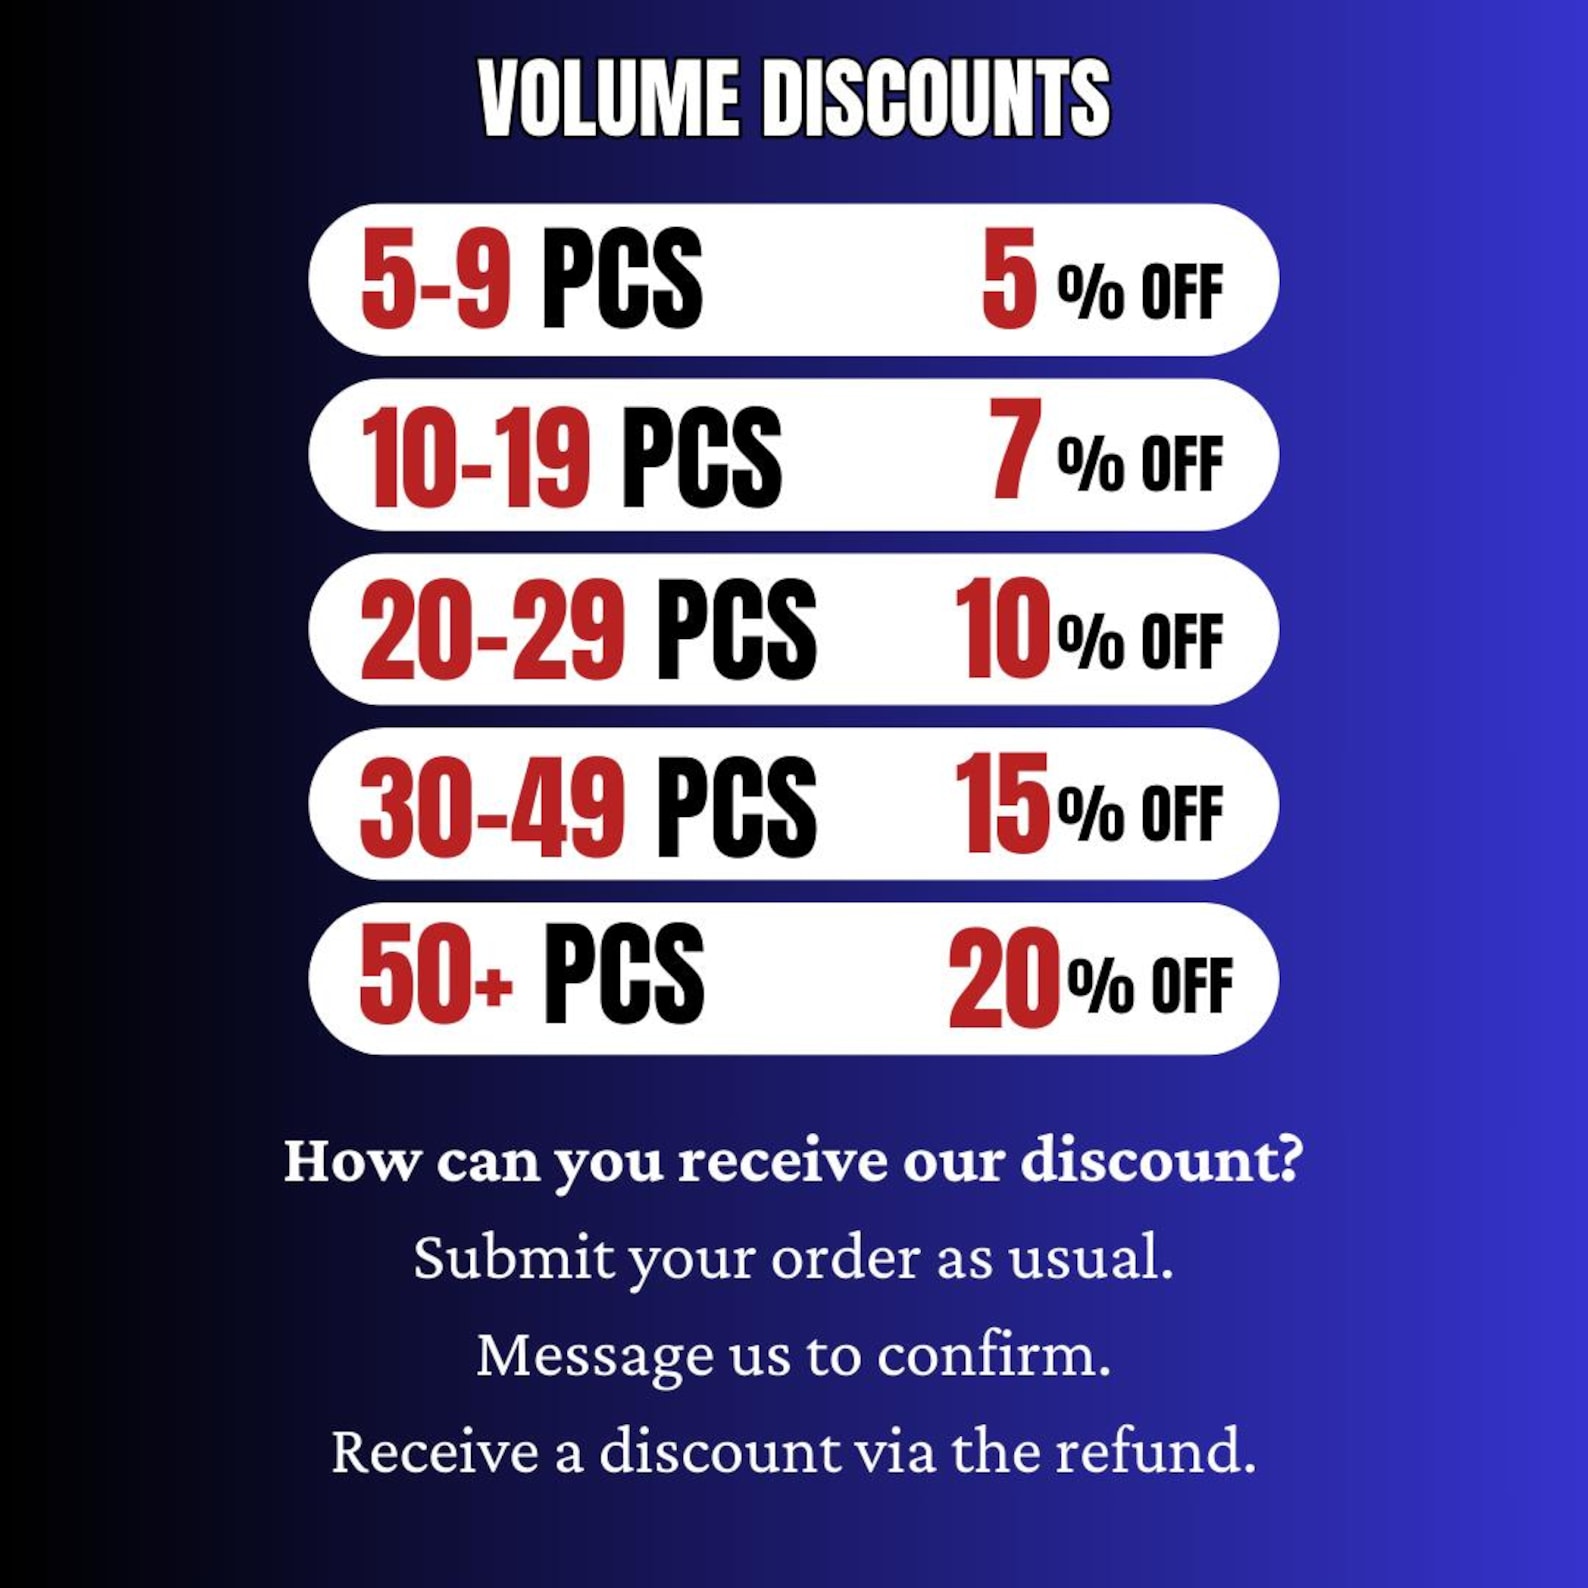 VOLUME DISCOUNTS
5-9 PCS 5 % OFF
10-19 PCS 7 % OFF
20-29 PCS 10% OFF
30-49 PCS 15% OFF
50+ PCS 20% OFF
How can you receive our discount?
Submit your order as usual.
Message us to confirm.
Receive a discount via the refund.